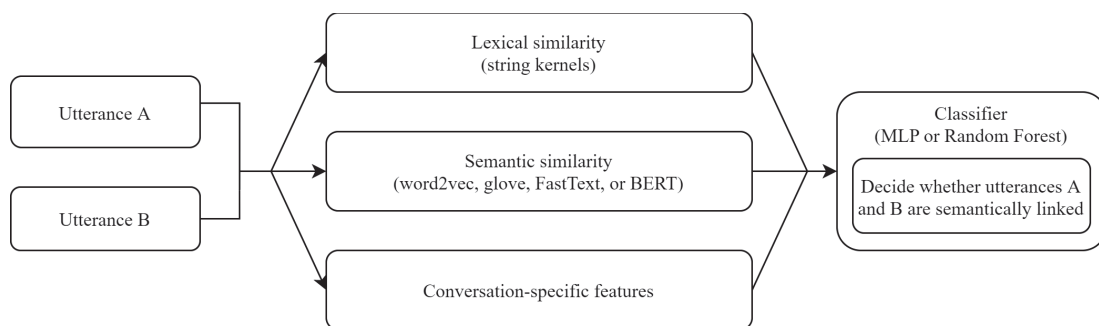 Utterance A
Utterance B
Lexical similarity
(string kernels)
Semantic similarity
(word2vec, glove, FastText, or BERT)
Conversation-specific features
Classifier
(MLP or Random Forest)
Decide whether utterances A
and B are semantically linked